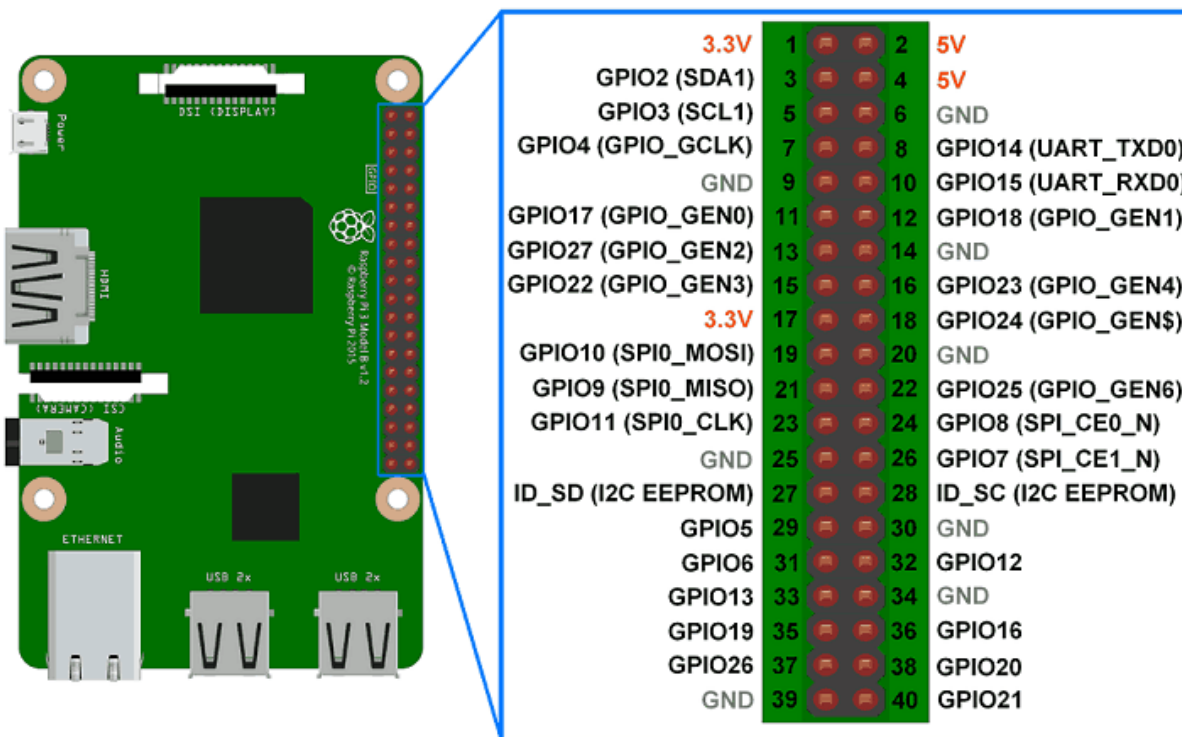 DSI (DISPLAY)
Power
GPIO
HDMI
Raspberry Pi 3 Model B v1.2
© Raspberry Pi 2015
CSI (CAMERA)
Audio
ETHERNET
USB 2x
USB 2x
3.3V 1 2 5V
GPIO2 (SDA1) 3 4 5V
GPIO3 (SCL1) 5 6 GND
GPIO4 (GPIO_GCLK) 7 8 GPIO14 (UART_TXD0)
GND 9 10 GPIO15 (UART_RXD0)
GPIO17 (GPIO_GEN0) 11 12 GPIO18 (GPIO_GEN1)
GPIO27 (GPIO_GEN2) 13 14 GND
GPIO22 (GPIO_GEN3) 15 16 GPIO23 (GPIO_GEN4)
3.3V 17 18 GPIO24 (GPIO_GEN$)
GPIO10 (SPI0_MOSI) 19 20 GND
GPIO9 (SPI0_MISO) 21 22 GPIO25 (GPIO_GEN6)
GPIO11 (SPI0_CLK) 23 24 GPIO8 (SPI_CE0_N)
GND 25 26 GPIO7 (SPI_CE1_N)
ID_SD (I2C EEPROM) 27 28 ID_SC (I2C EEPROM)
GPIO5 29 30 GND
GPIO6 31 32 GPIO12
GPIO13 33 34 GND
GPIO19 35 36 GPIO16
GPIO26 37 38 GPIO20
GND 39 40 GPIO21